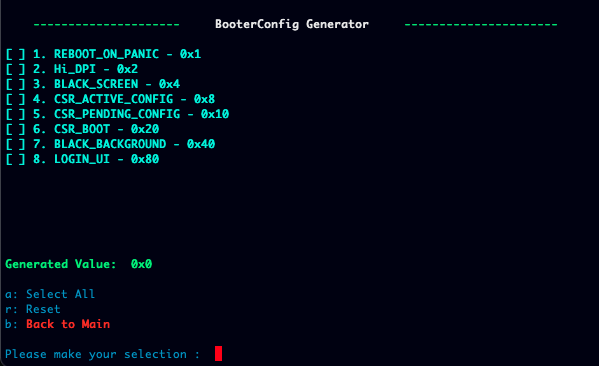 --------------------- BooterConfig Generator ----------------------
[ ] 1. REBOOT_ON_PANIC - 0x1
[ ] 2. Hi_DPI - 0x2
[ ] 3. BLACK_SCREEN - 0x4
[ ] 4. CSR_ACTIVE_CONFIG - 0x8
[ ] 5. CSR_PENDING_CONFIG - 0x10
[ ] 6. CSR_BOOT - 0x20
[ ] 7. BLACK_BACKGROUND - 0x40
[ ] 8. LOGIN_UI - 0x80
Generated Value: 0x0
a: Select All
r: Reset
b: Back to Main
Please make your selection :